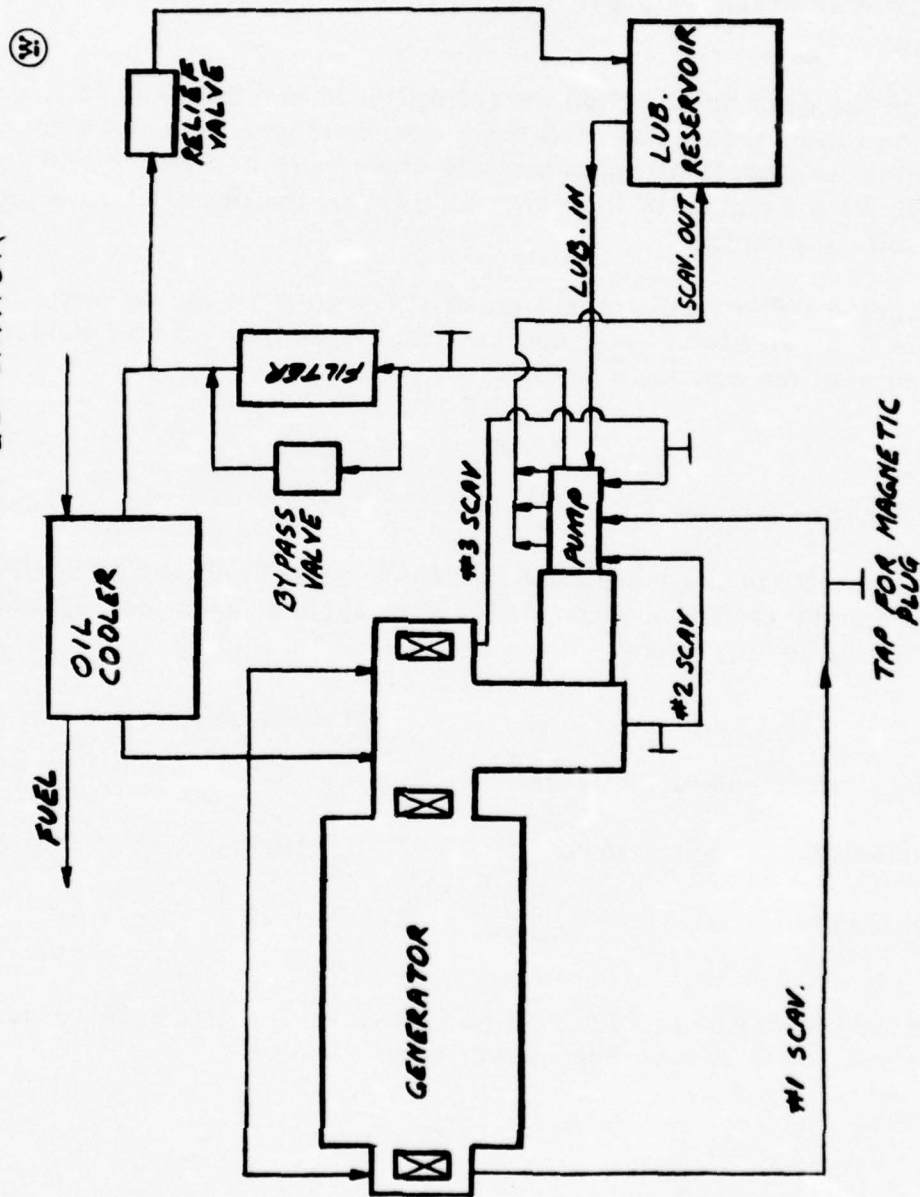 W
RELIEF
VALVE
LUB.
RESERVOIR
LUB. IN
SCAV. OUT
FILTER
BYPASS
VALVE
OIL
COOLER
FUEL
#3 SCAV
PUMP
#2 SCAV
GENERATOR
#1 SCAV.
TAP FOR MAGNETIC
PLUG